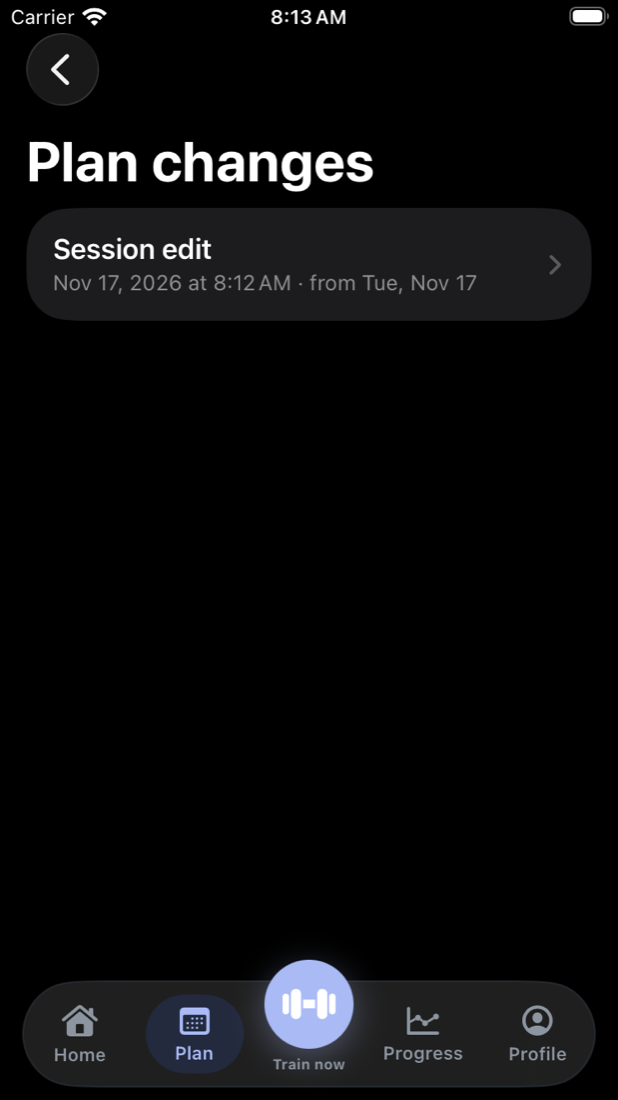 Carrier
8:13 AM
Plan changes
Session edit
Nov 17, 2026 at 8:12 AM · from Tue, Nov 17
Home
Plan
Train now
Progress
Profile